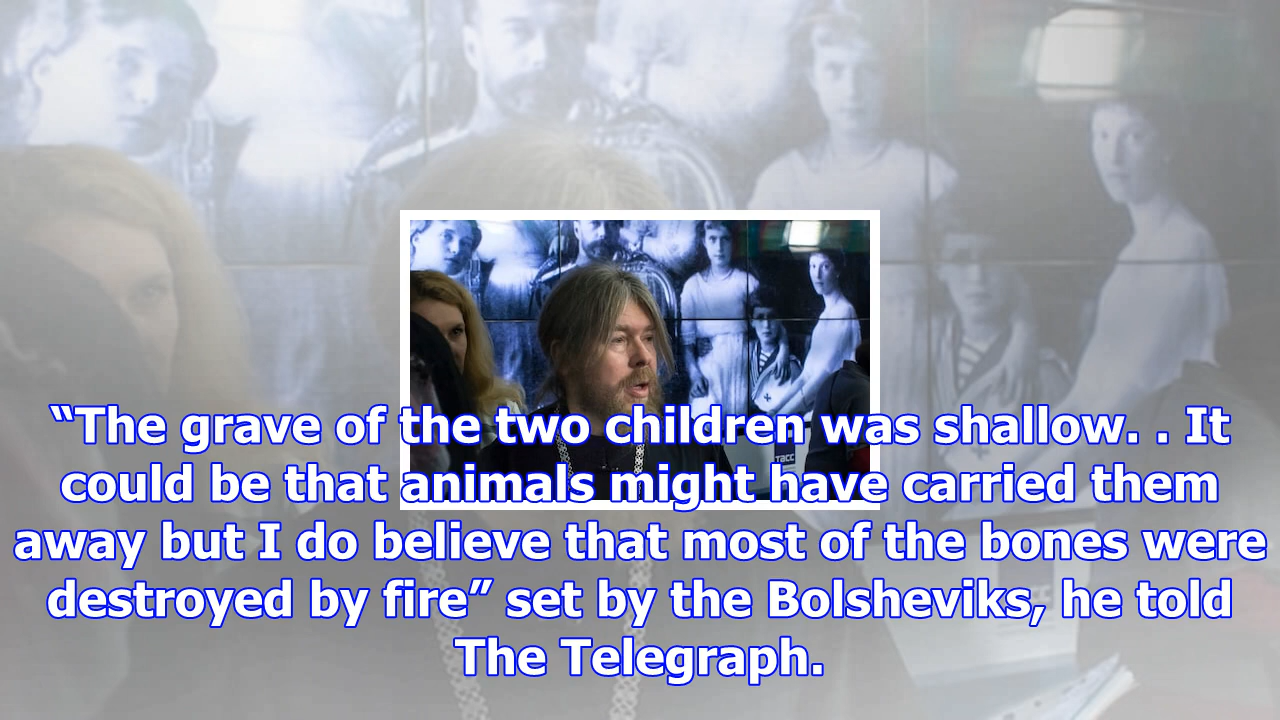 “The grave of the two children was shallow. . It
could be that animals might have carried them
away but I do believe that most of the bones were
destroyed by fire” set by the Bolsheviks, he told
The Telegraph.
тасс